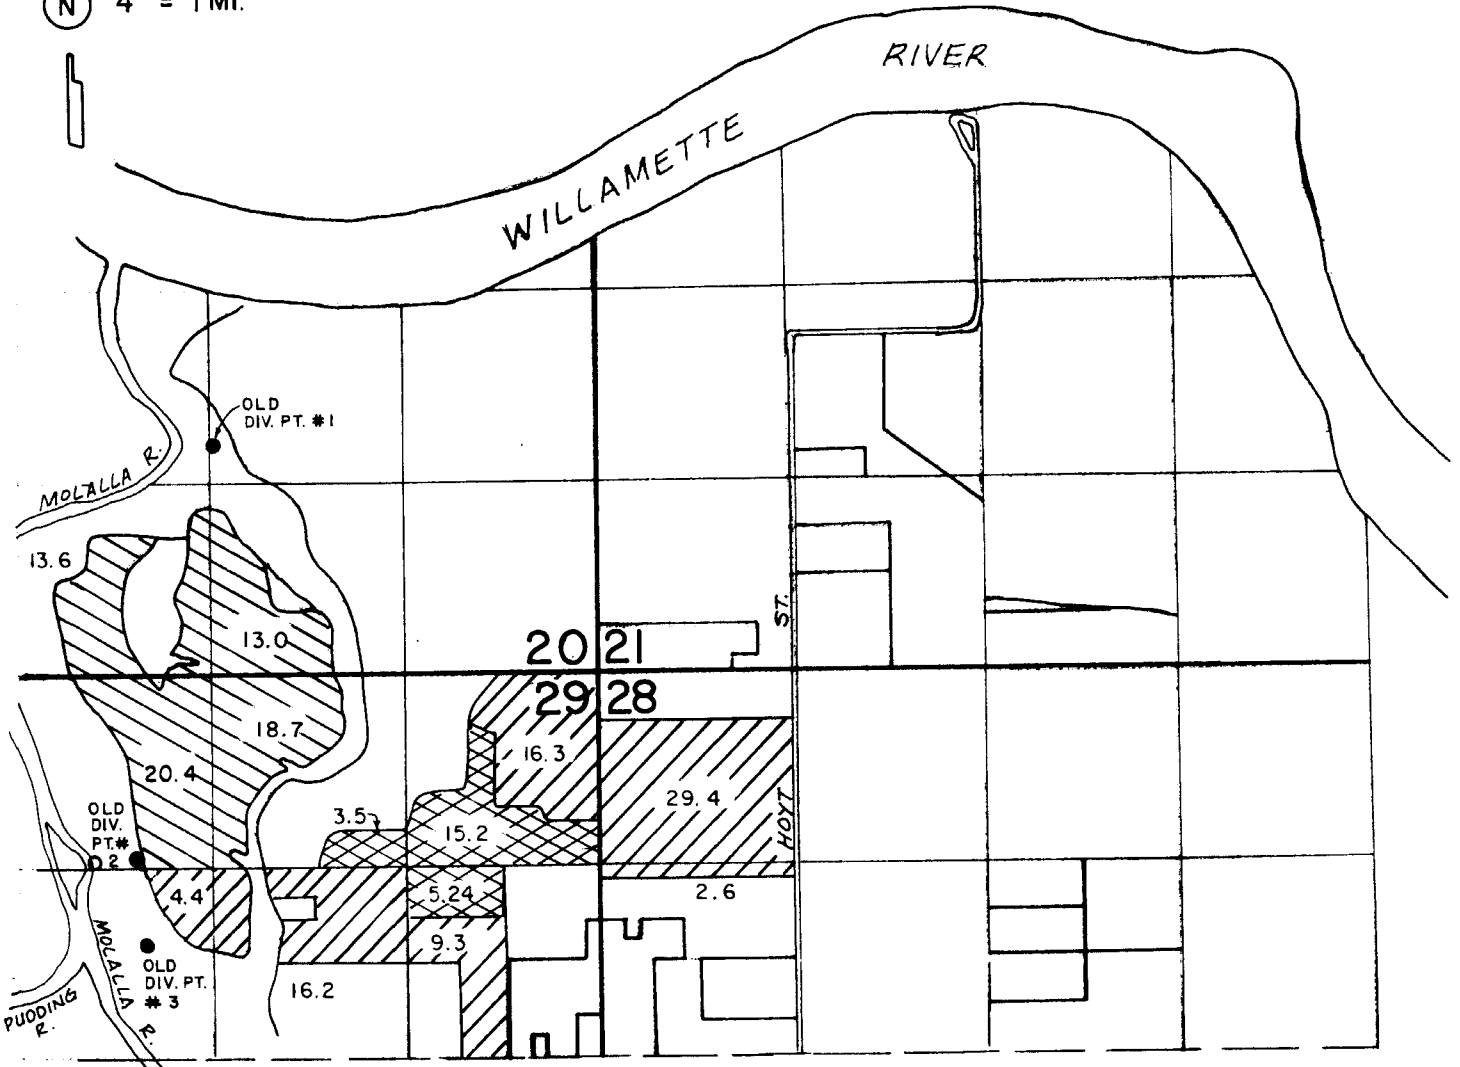 N 4" = 1 MI.
RIVER
WILLAMETTE
OLD
DIV. PT. #1
MOLALLA R.
13.6
13.0
20 21
29 28
ST.
18.7
16.3
20.4
29.4
HOYT
3.5
15.2
OLD
DIV.
PT.#
2
4.4
5.24
2.6
9.3
MOLALLA R.
OLD
DIV. PT.
#3
16.2
PUDDING
R.